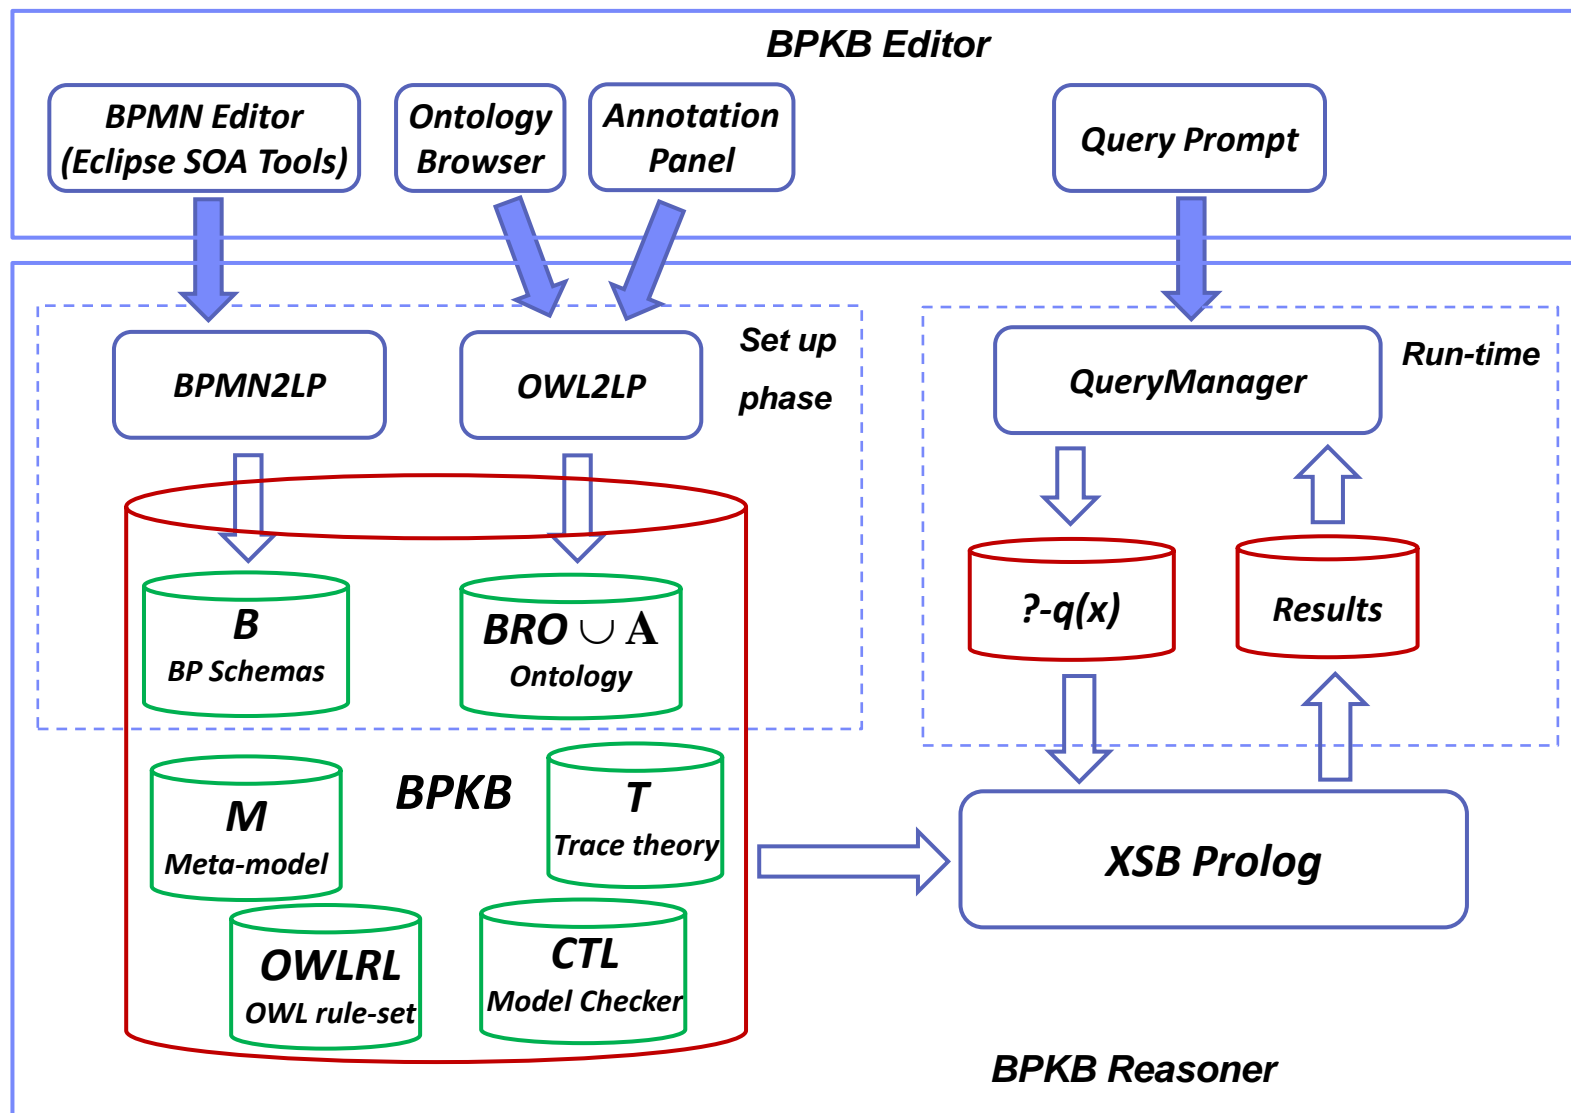 BPKB Editor
BPMN Editor
(Eclipse SOA Tools)
Ontology
Browser
Annotation
Panel
Query Prompt
BPMN2LP
OWL2LP
Set up
phase
QueryManager
Run-time
B
BP Schemas
BRO ∪ A
Ontology
?-q(x)
Results
M
Meta-model
BPKB
T
Trace theory
XSB Prolog
OWLRL
OWL rule-set
CTL
Model Checker
BPKB Reasoner